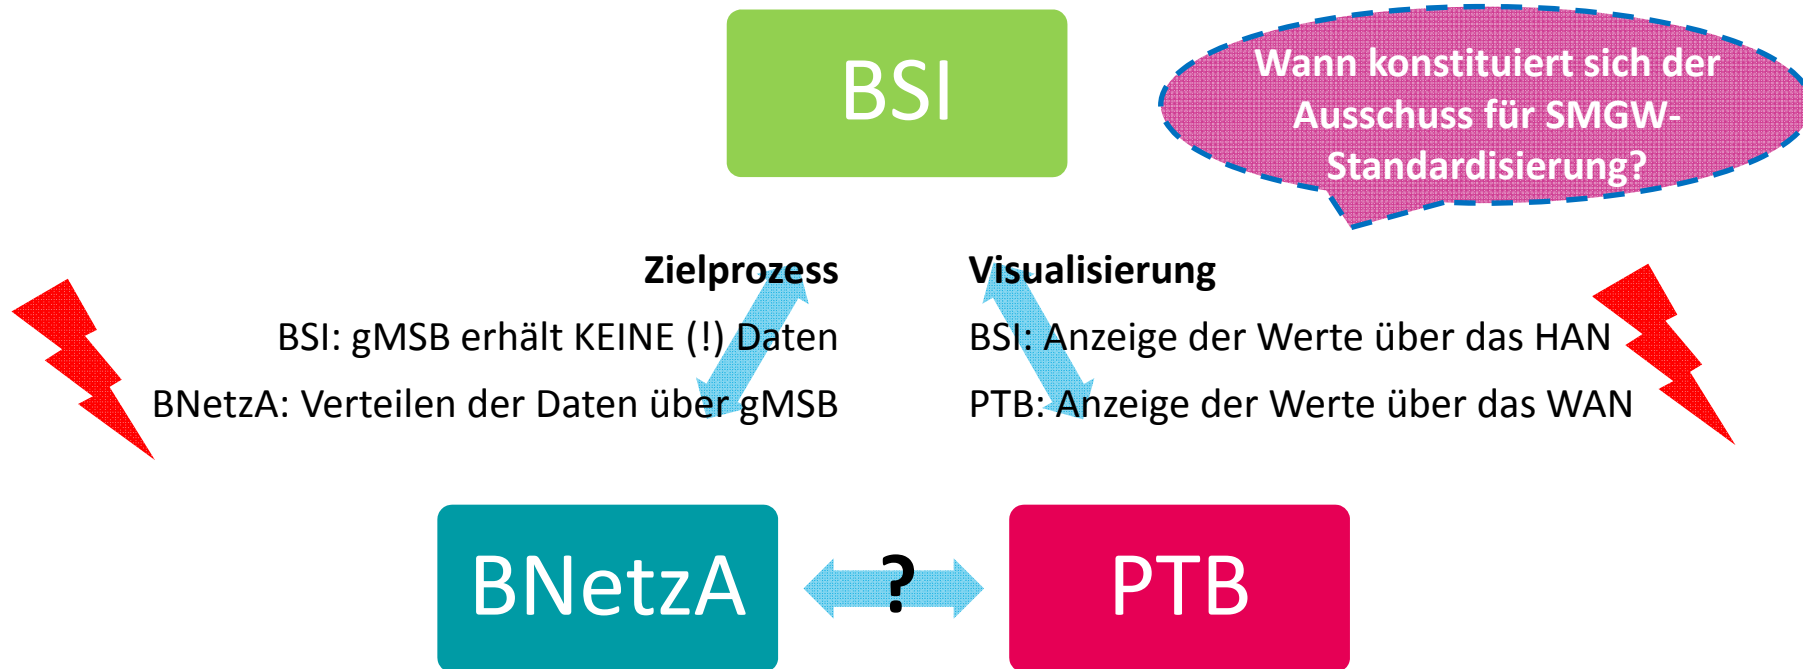 BSI
Wann konstituiert sich der
Ausschuss für SMGW-
Standardisierung?
Zielprozess
BSI: gMSB erhält KEINE (!) Daten
BNetzA: Verteilen der Daten über gMSB
Visualisierung
BSI: Anzeige der Werte über das HAN
PTB: Anzeige der Werte über das WAN
BNetzA
?
PTB